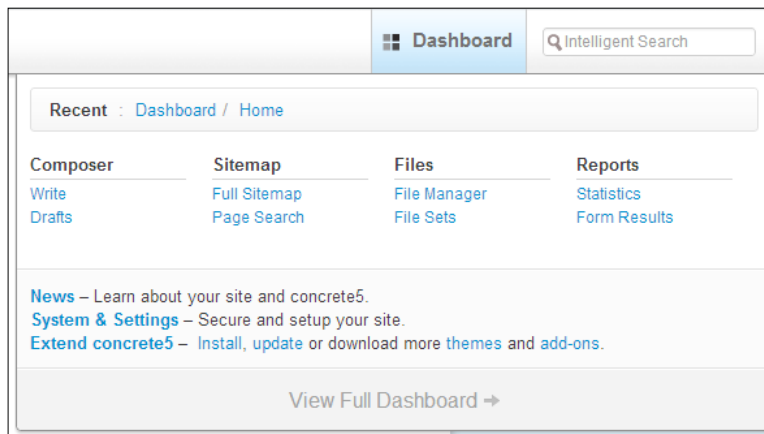 Dashboard Intelligent Search
Recent : Dashboard / Home
Composer Sitemap Files Reports
Write Full Sitemap File Manager Statistics
Drafts Page Search File Sets Form Results
News – Learn about your site and concrete5.
System & Settings – Secure and setup your site.
Extend concrete5 – Install, update or download more themes and add-ons.
View Full Dashboard →